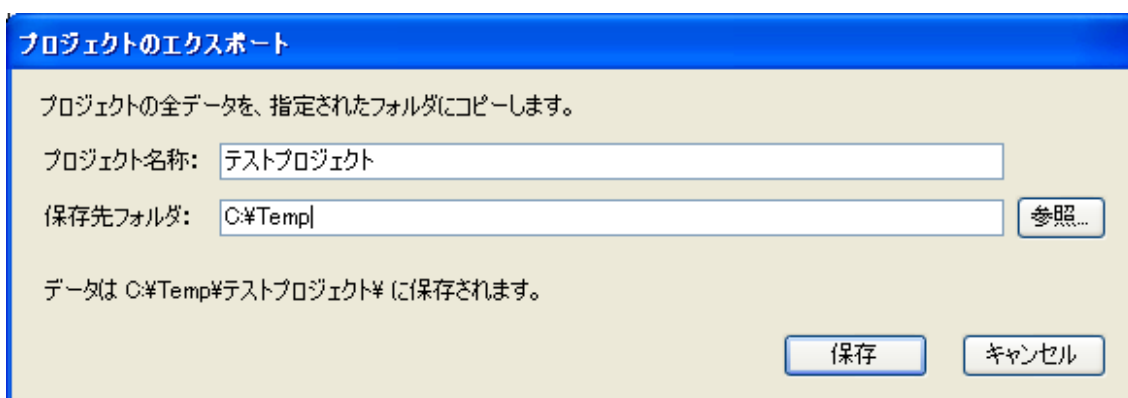 プロジェクトのエクスポート
プロジェクトの全データを、指定されたフォルダにコピーします。
プロジェクト名称: テストプロジェクト
保存先フォルダ: C:¥Temp 参照...
データは C:¥Temp¥テストプロジェクト¥ に保存されます。
保存 キャンセル